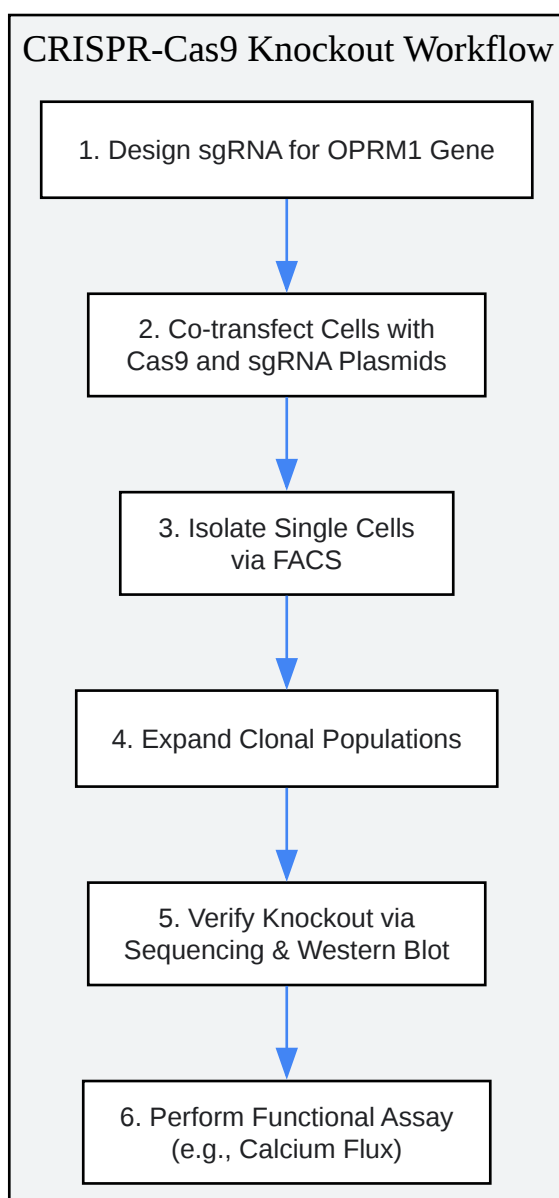 CRISPR-Cas9 Knockout Workflow
1. Design sgRNA for OPRM1 Gene
2. Co-transfect Cells with
Cas9 and sgRNA Plasmids
3. Isolate Single Cells
via FACS
4. Expand Clonal Populations
5. Verify Knockout via
Sequencing & Western Blot
6. Perform Functional Assay
(e.g., Calcium Flux)